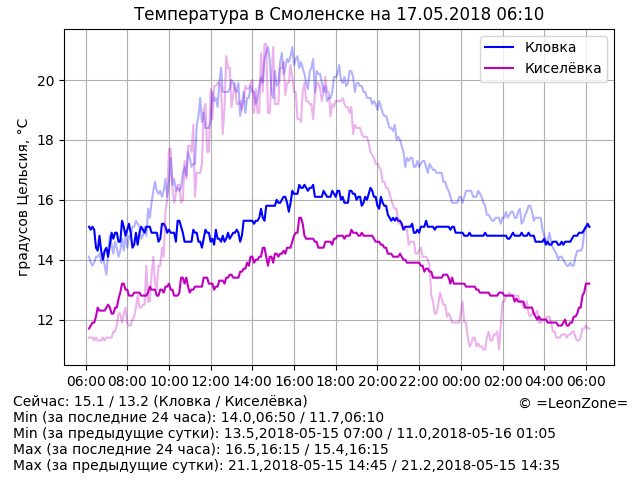 Температура в Смоленске на 17.05.2018 06:10
Кловка
Киселёвка
градусов Цельсия, °C
20
18
16
14
12
06:00 08:00 10:00 12:00 14:00 16:00 18:00 20:00 22:00 00:00 02:00 04:00 06:00
Сейчас: 15.1 / 13.2 (Кловка / Киселёвка)
© =LeonZone=
Min (за последние 24 часа): 14.0,06:50 / 11.7,06:10
Min (за предыдущие сутки): 13.5,2018-05-15 07:00 / 11.0,2018-05-16 01:05
Max (за последние 24 часа): 16.5,16:15 / 15.4,16:15
Max (за предыдущие сутки): 21.1,2018-05-15 14:45 / 21.2,2018-05-15 14:35